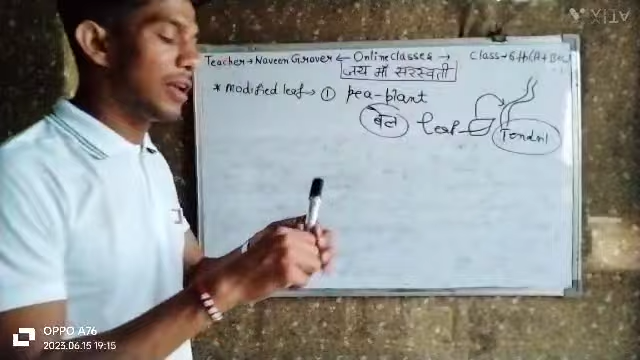 Teacher→Naveen Grover ← Online classes → Class→6th(A+B
जय माँ सरस्वती
* Modified leaf→ ① pea-plant
बेल leaf Tendril
OPPO A76
2023.06.15 19:15